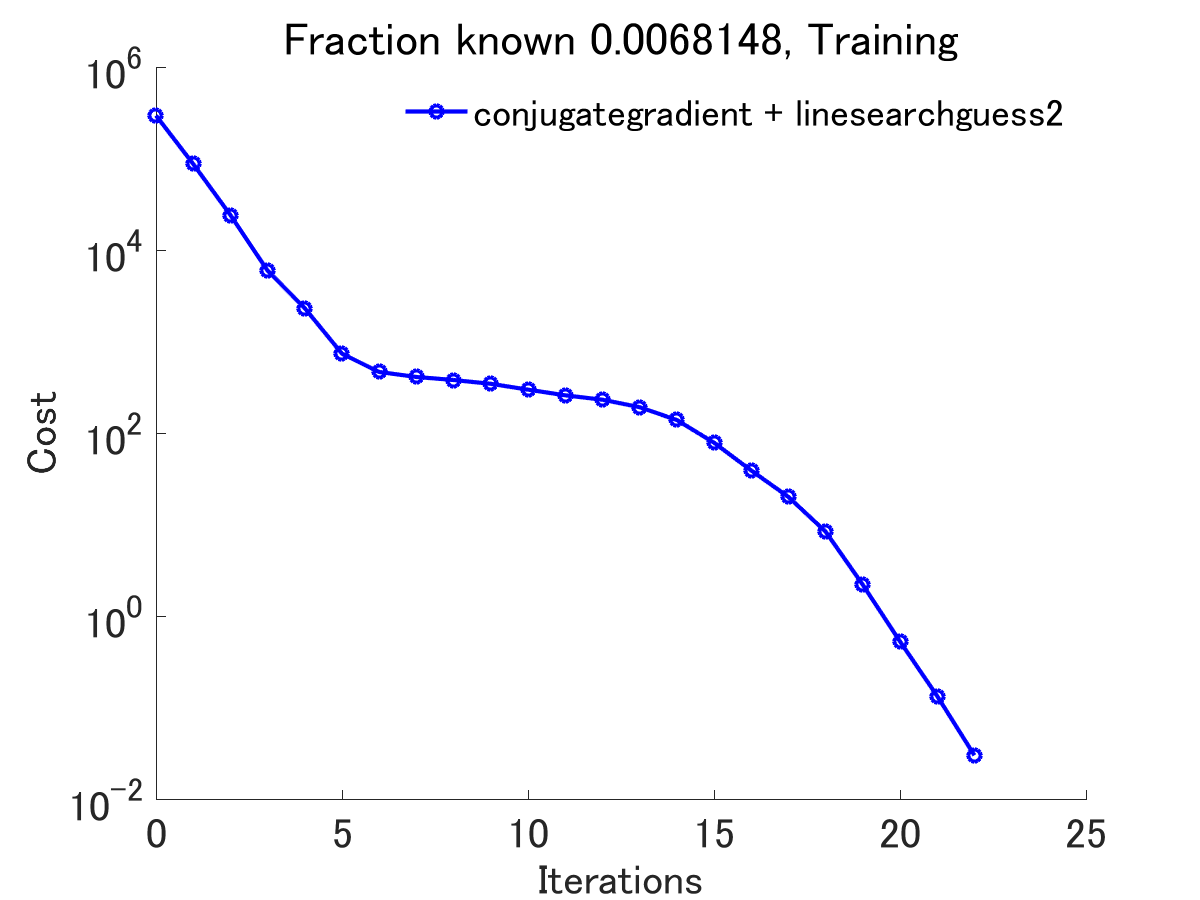 Fraction known 0.0068148, Training
conjugategradient + linesearchguess2
10^6
10^4
10^2
10^0
10^-2
Cost
0 5 10 15 20 25
Iterations